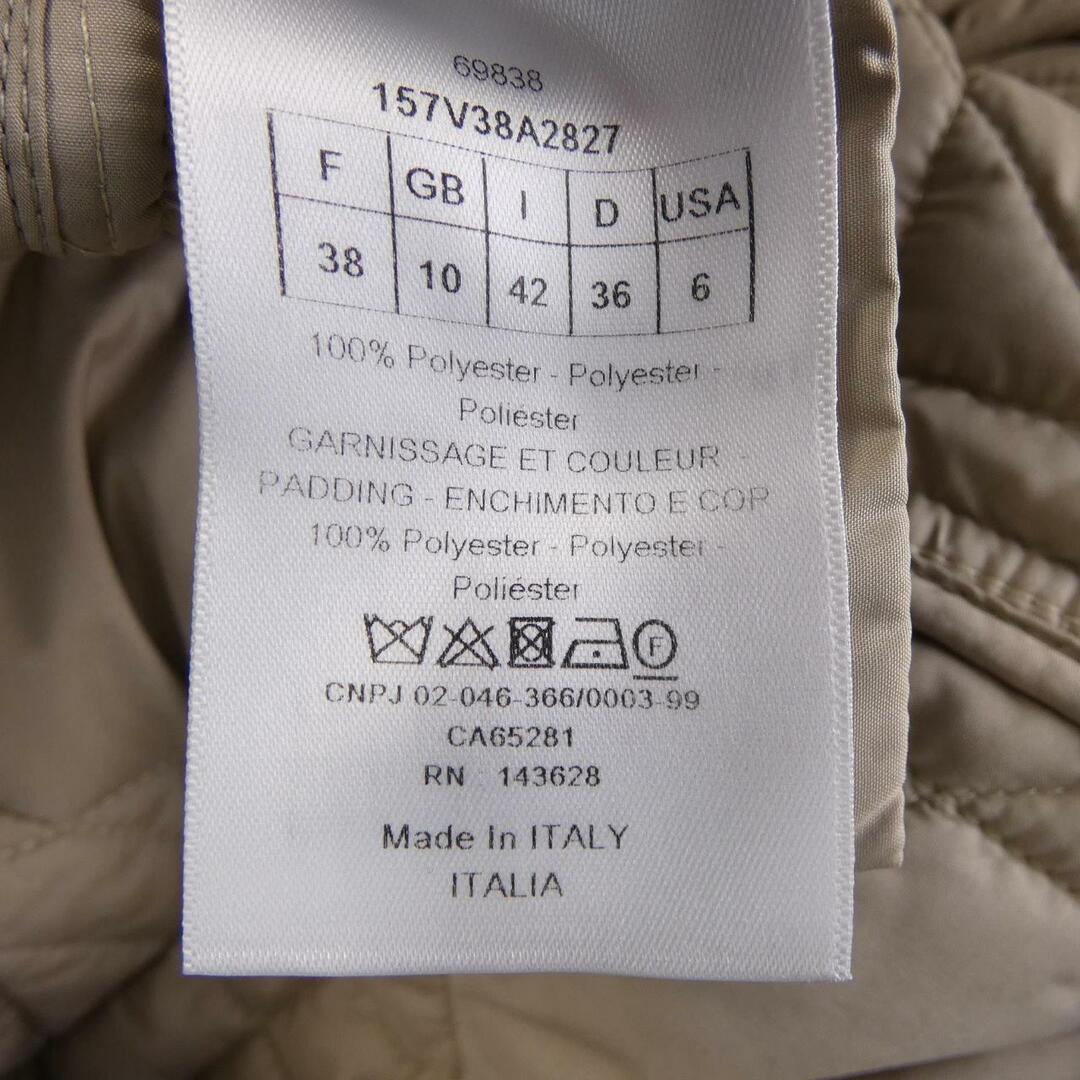 69838
157V38A2827
F GB I D USA
38 10 42 36 6
100% Polyester - Polyester -
Poliéster
GARNISSAGE ET COULEUR -
PADDING - ENCHIMENTO E COR
100% Polyester - Polyester -
Poliéster
F
CNPJ 02-046-366/0003-99
CA65281
RN : 143628
Made In ITALY
ITALIA